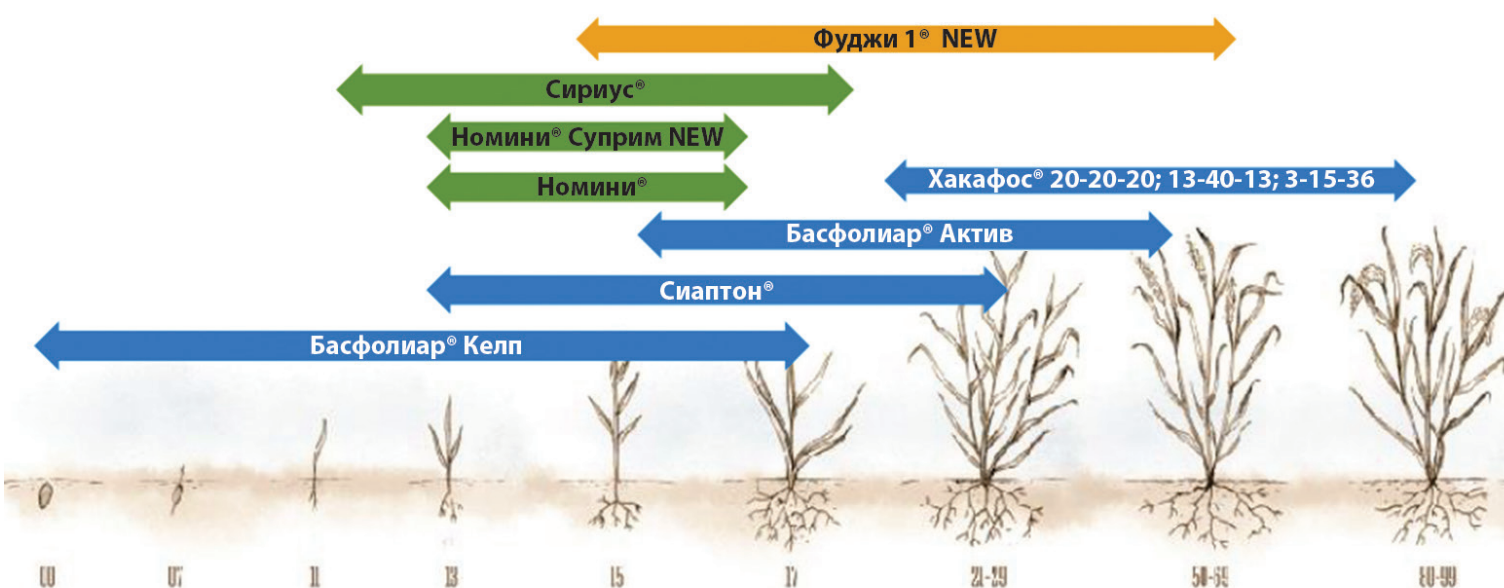 Фуджи 1® NEW
Сириус®
Номини® Суприм NEW
Номини®
Хакафос® 20-20-20; 13-40-13; 3-15-36
Басфолиар® Актив
Сиаптон®
Басфолиар® Келп
00 07 11 13 15 17 21-29 50-69 80-99